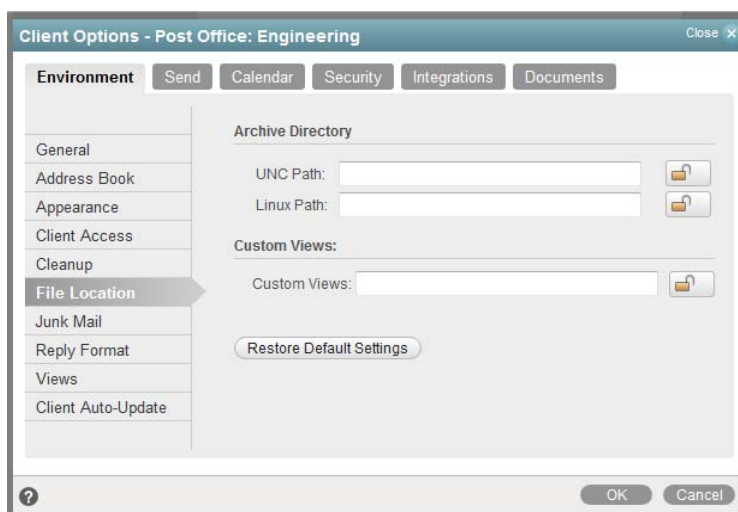 Client Options - Post Office: Engineering
Close x
Environment Send Calendar Security Integrations Documents
General
Address Book
Appearance
Client Access
Cleanup
File Location
Junk Mail
Reply Format
Views
Client Auto-Update
Archive Directory
UNC Path:
Linux Path:
Custom Views:
Custom Views:
Restore Default Settings
?
OK Cancel